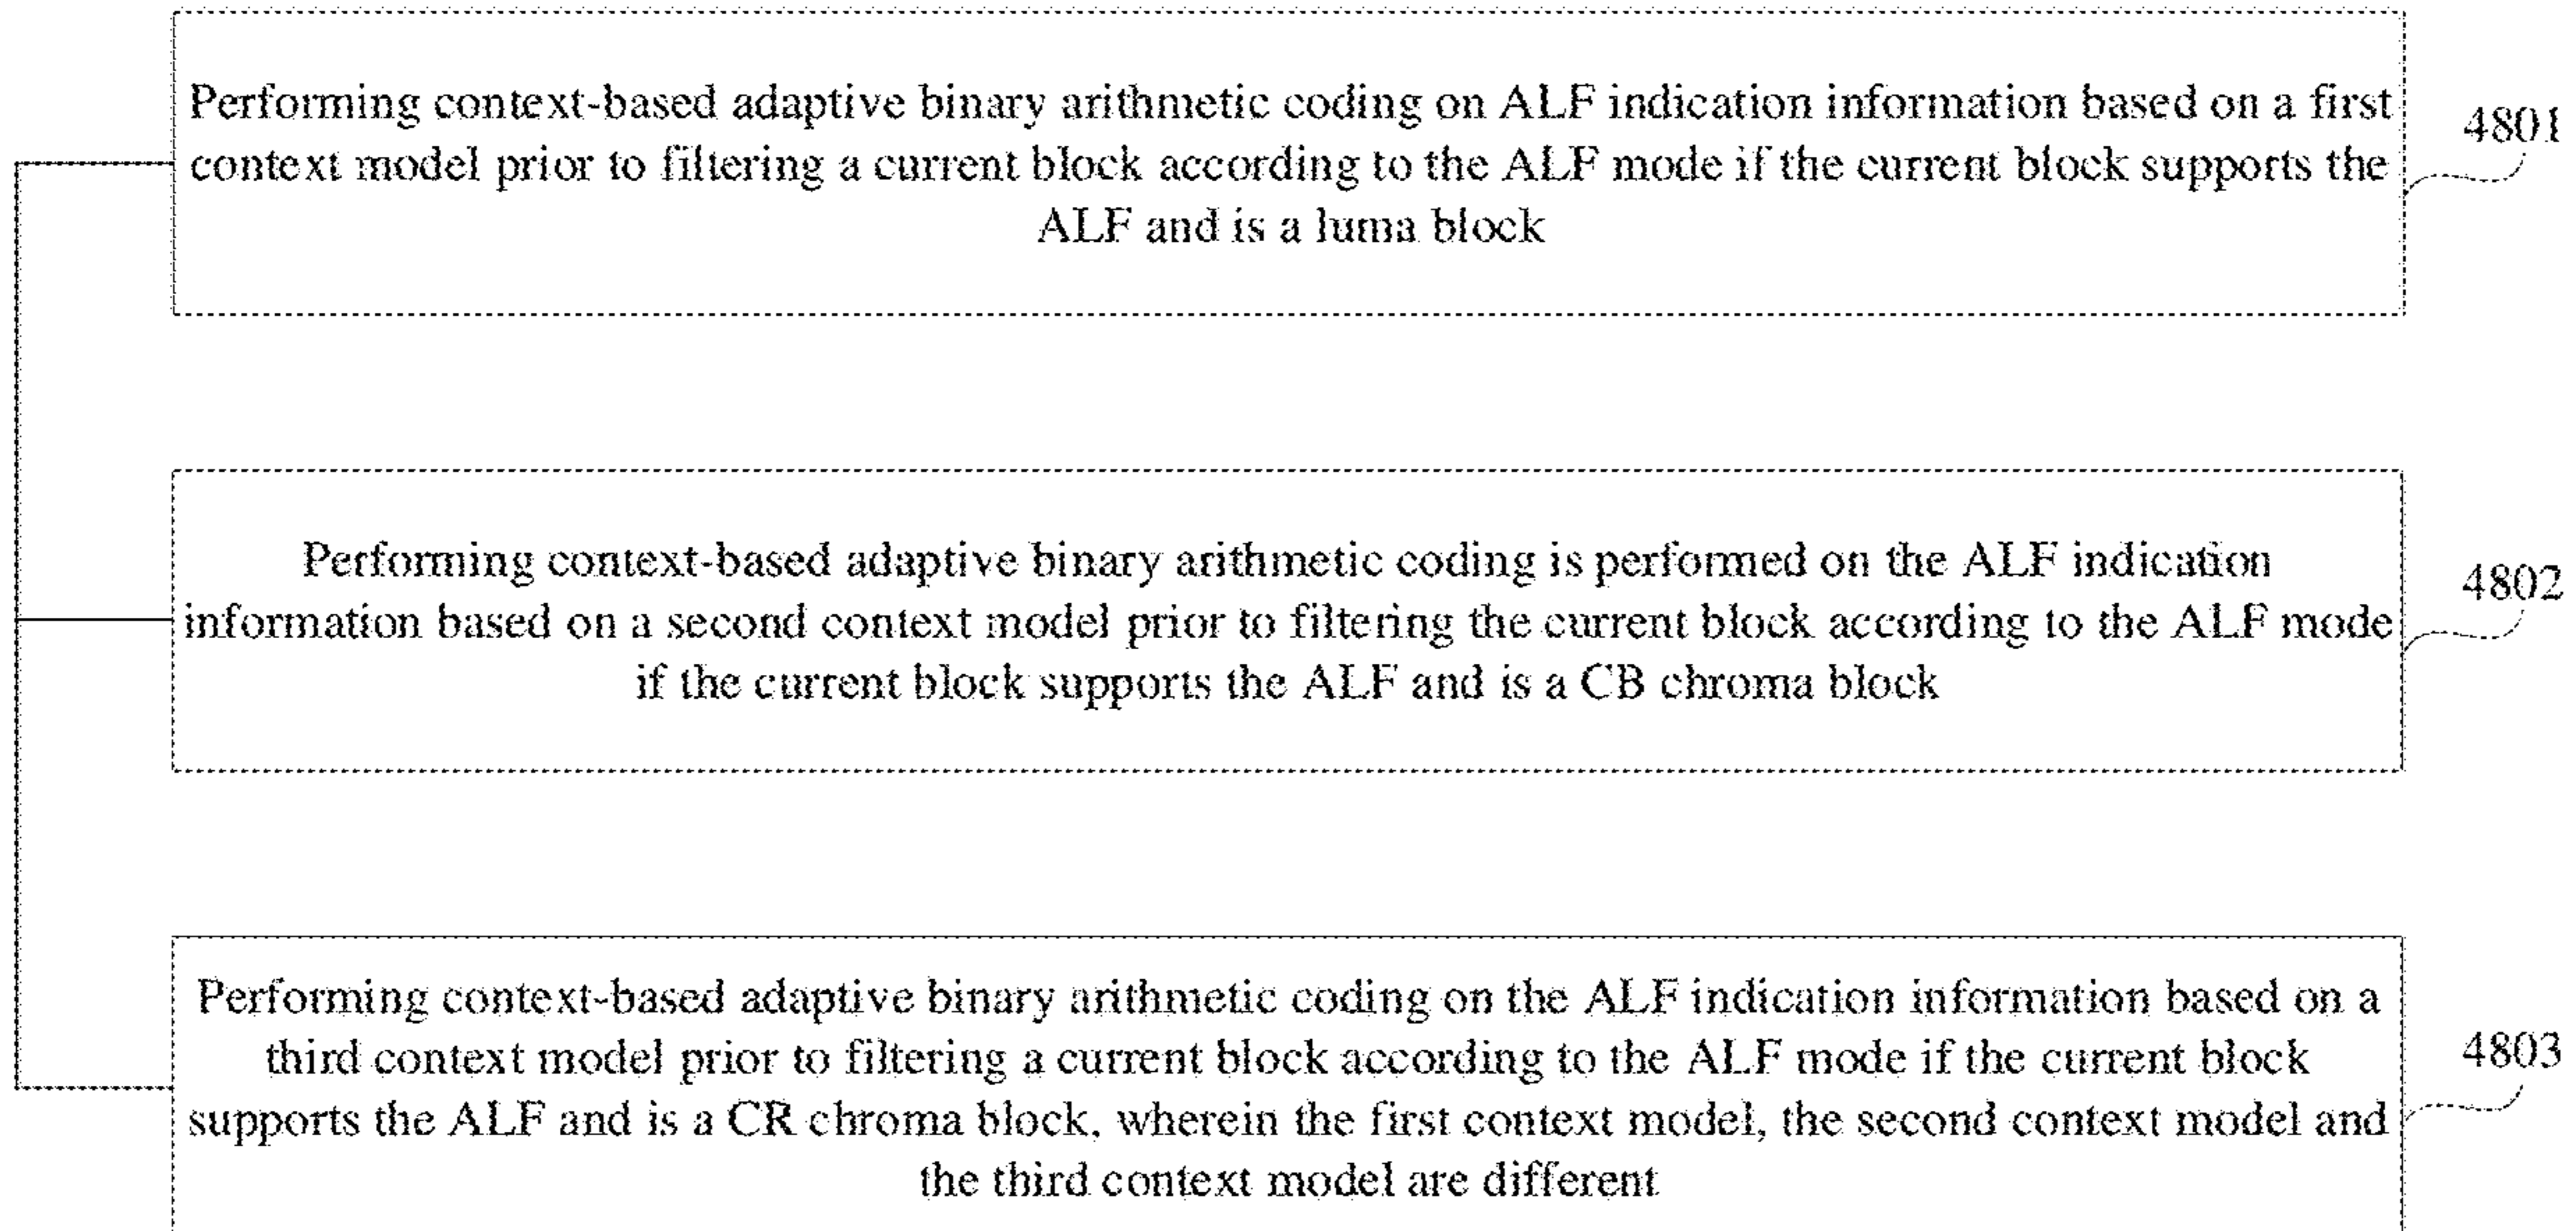 Performing context-based adaptive binary arithmetic coding on ALF indication information based on a first
context model prior to filtering a current block according to the ALF mode if the current block supports the
ALF and is a luma block
4801
Performing context-based adaptive binary arithmetic coding is performed on the ALF indication
information based on a second context model prior to filtering the current block according to the ALF mode
if the current block supports the ALF and is a CB chroma block
4802
Performing context-based adaptive binary arithmetic coding on the ALF indication information based on a
third context model prior to filtering a current block according to the ALF mode if the current block
supports the ALF and is a CR chroma block, wherein the first context model, the second context model and
the third context model are different
4803